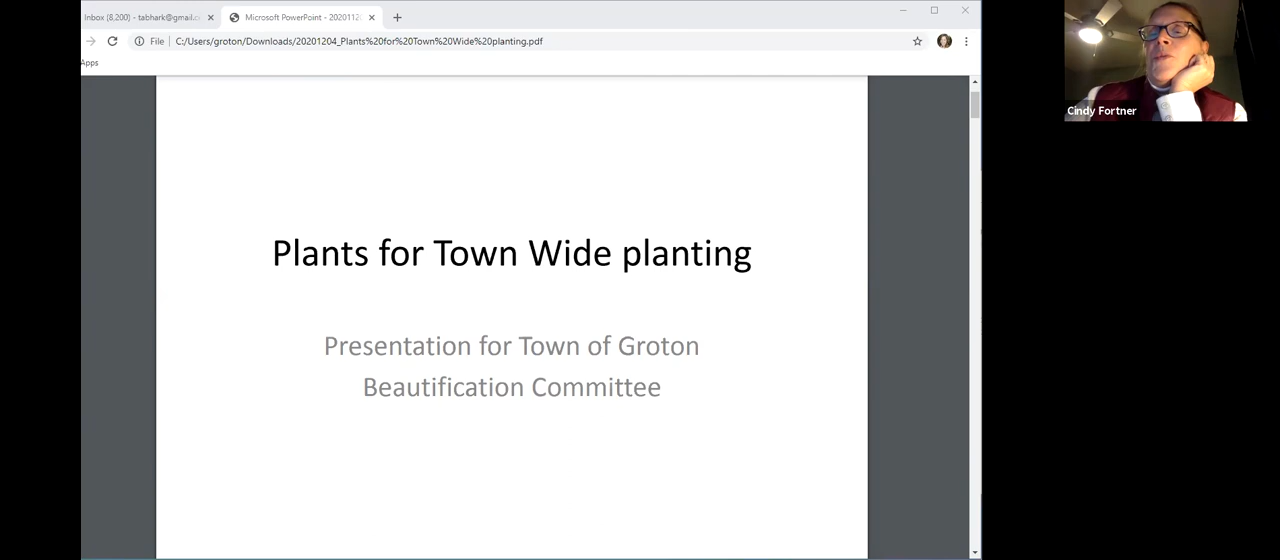 Inbox (8,200) - tabhark@gmail.c
Microsoft PowerPoint - 2020112
File
C:/Users/groton/Downloads/20201204_Plants%20for%20Town%20Wide%20planting.pdf
Apps
Cindy Fortner
Plants for Town Wide planting
Presentation for Town of Groton
Beautification Committee